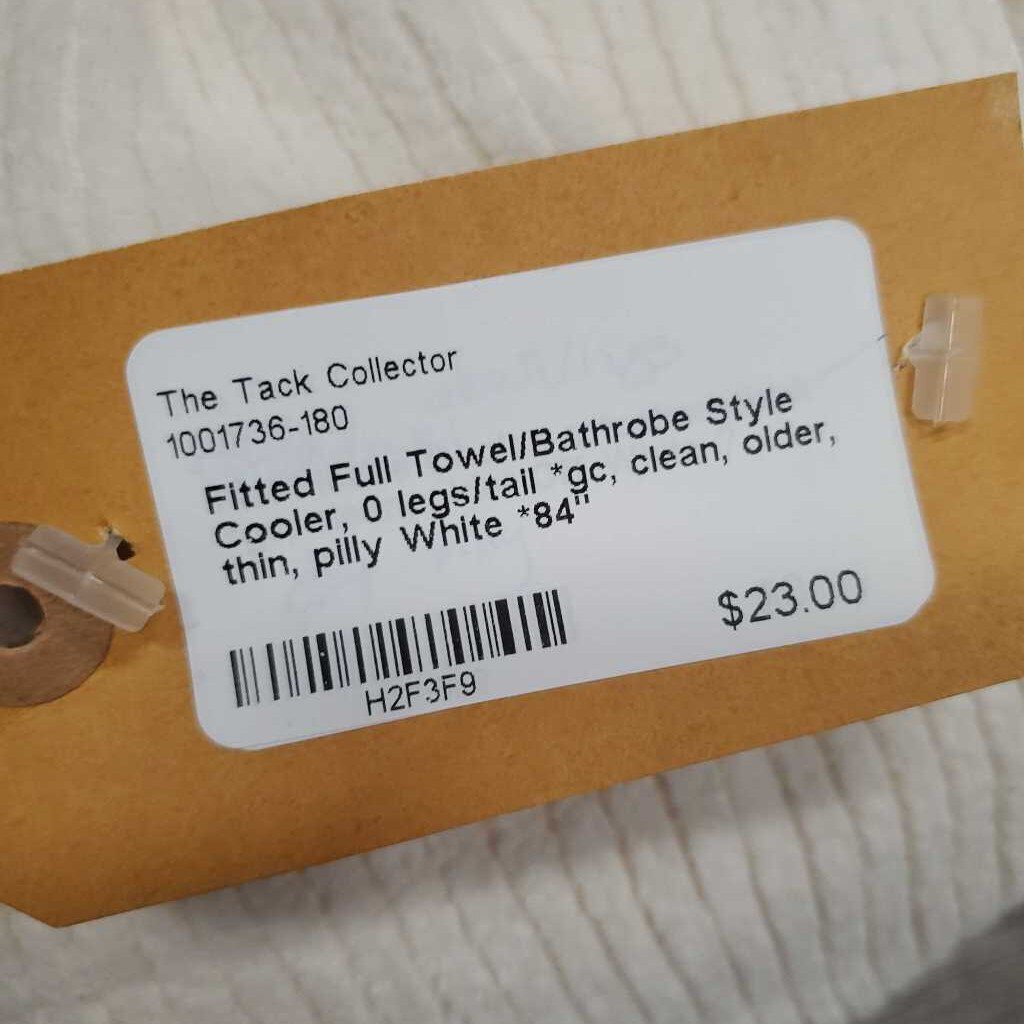 The Tack Collector
1001736-180
Fitted Full Towel/Bathrobe Style
Cooler, 0 legs/tail *gc, clean, older,
thin, pilly White *84"
$23.00
H2F3F9